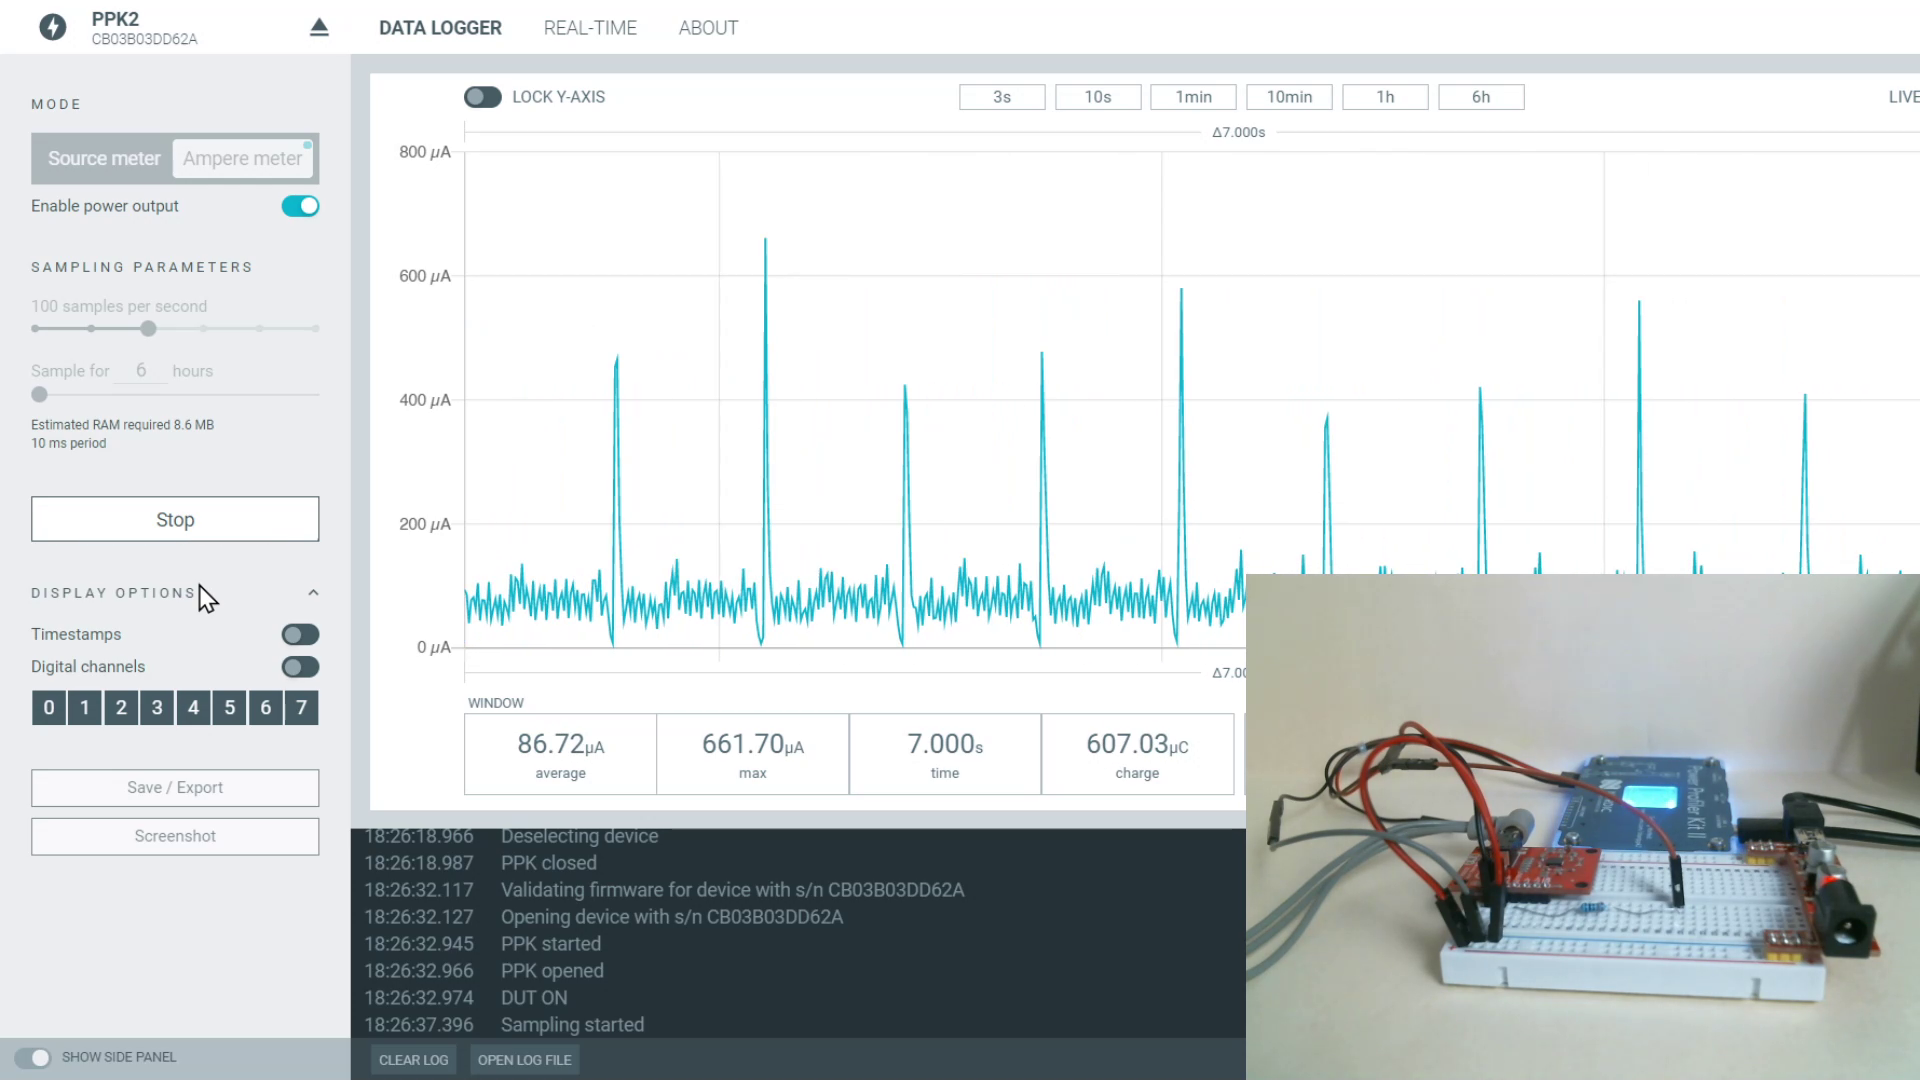 PPK2
CB03B03DD62A
DATA LOGGER
REAL-TIME
ABOUT
MODE
Source meter
Ampere meter
Enable power output
SAMPLING PARAMETERS
100 samples per second
Sample for 6 hours
Estimated RAM required 8.6 MB
10 ms period
Stop
DISPLAY OPTIONS
Timestamps
Digital channels
0 1 2 3 4 5 6 7
Save / Export
Screenshot
SHOW SIDE PANEL
LOCK Y-AXIS
3s
10s
1min
10min
1h
6h
LIVE
Δ7.000s
800 µA
600 µA
400 µA
200 µA
0 µA
Δ7.00
WINDOW
86.72µA
average
661.70µA
max
7.000s
time
607.03µC
charge
18:26:18.966 Deselecting device
18:26:18.987 PPK closed
18:26:32.117 Validating firmware for device with s/n CB03B03DD62A
18:26:32.127 Opening device with s/n CB03B03DD62A
18:26:32.945 PPK started
18:26:32.966 PPK opened
18:26:32.974 DUT ON
18:26:37.396 Sampling started
CLEAR LOG
OPEN LOG FILE
Power Profiler Kit II